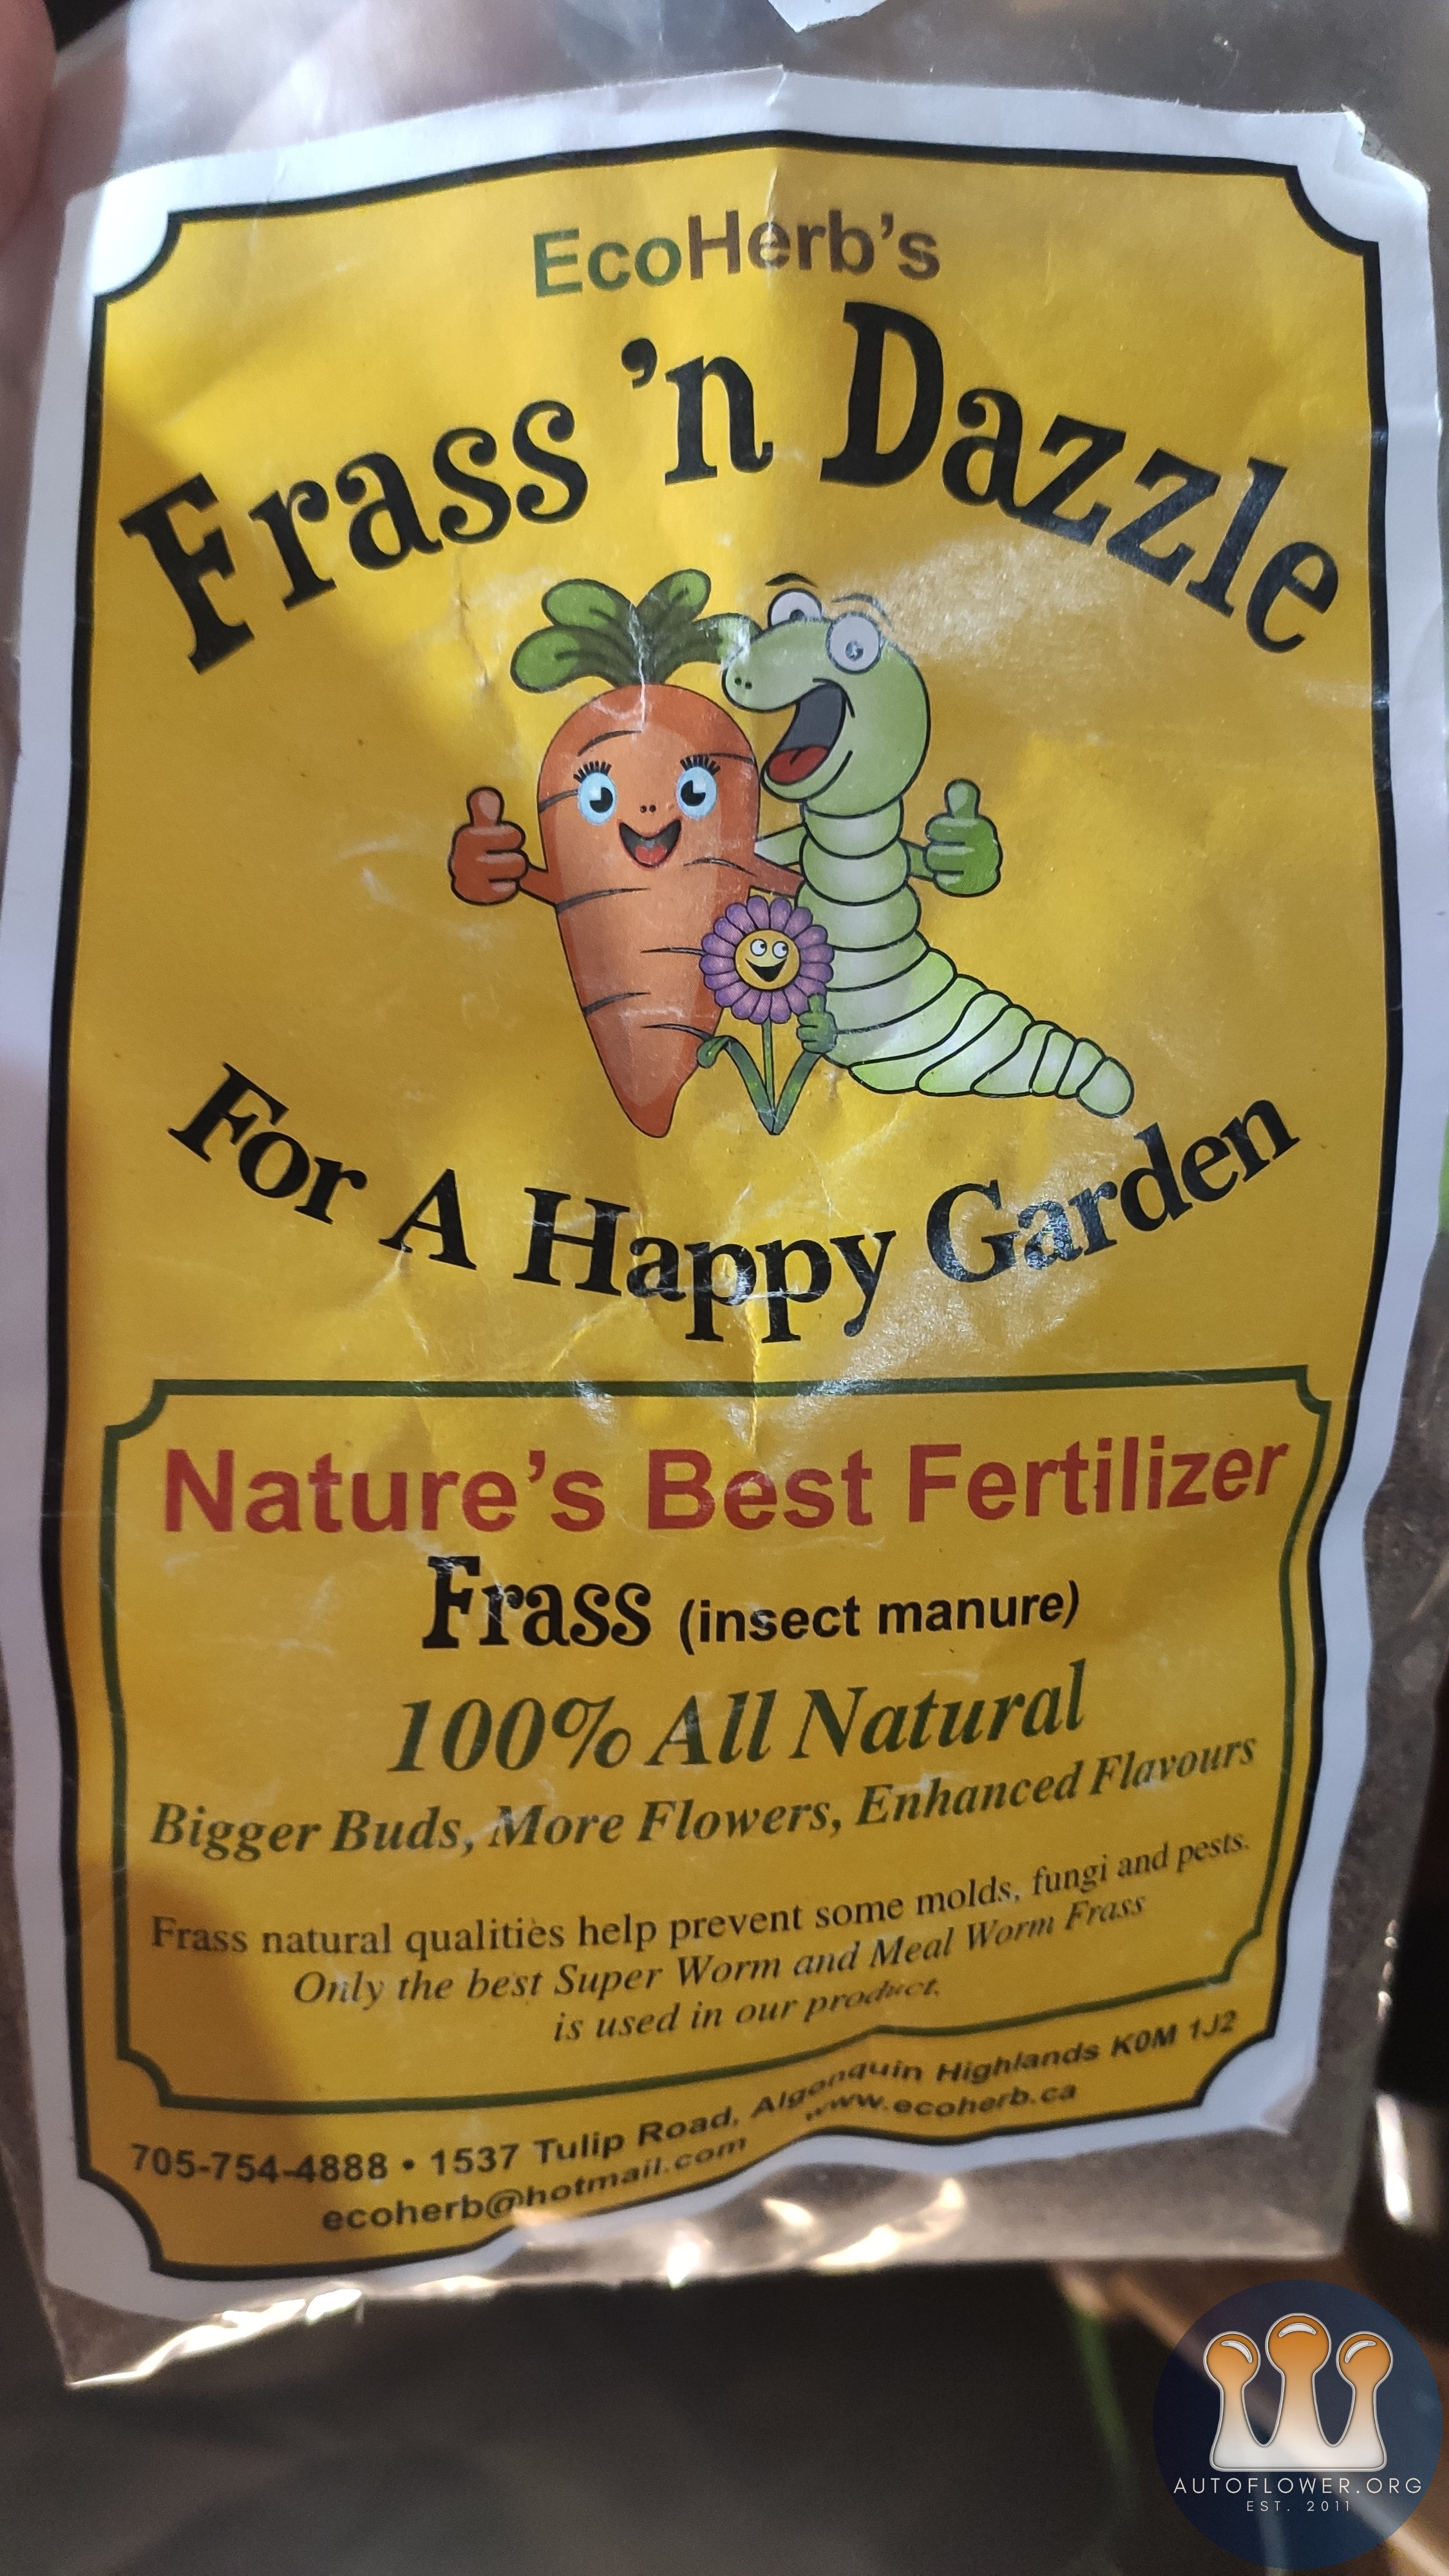 EcoHerb's
Frass 'n Dazzle
For A Happy Garden
Nature's Best Fertilizer
Frass (insect manure)
100% All Natural
Bigger Buds, More Flowers, Enhanced Flavours
Frass natural qualities help prevent some molds, fungi and pests.
Only the best Super Worm and Meal Worm Frass
is used in our product.
705-754-4888 • 1537 Tulip Road, Algonquin Highlands K0M 1J2
ecoherb@hotmail.com www.ecoherb.ca
AUTOFLOWER.ORG
EST. 2011